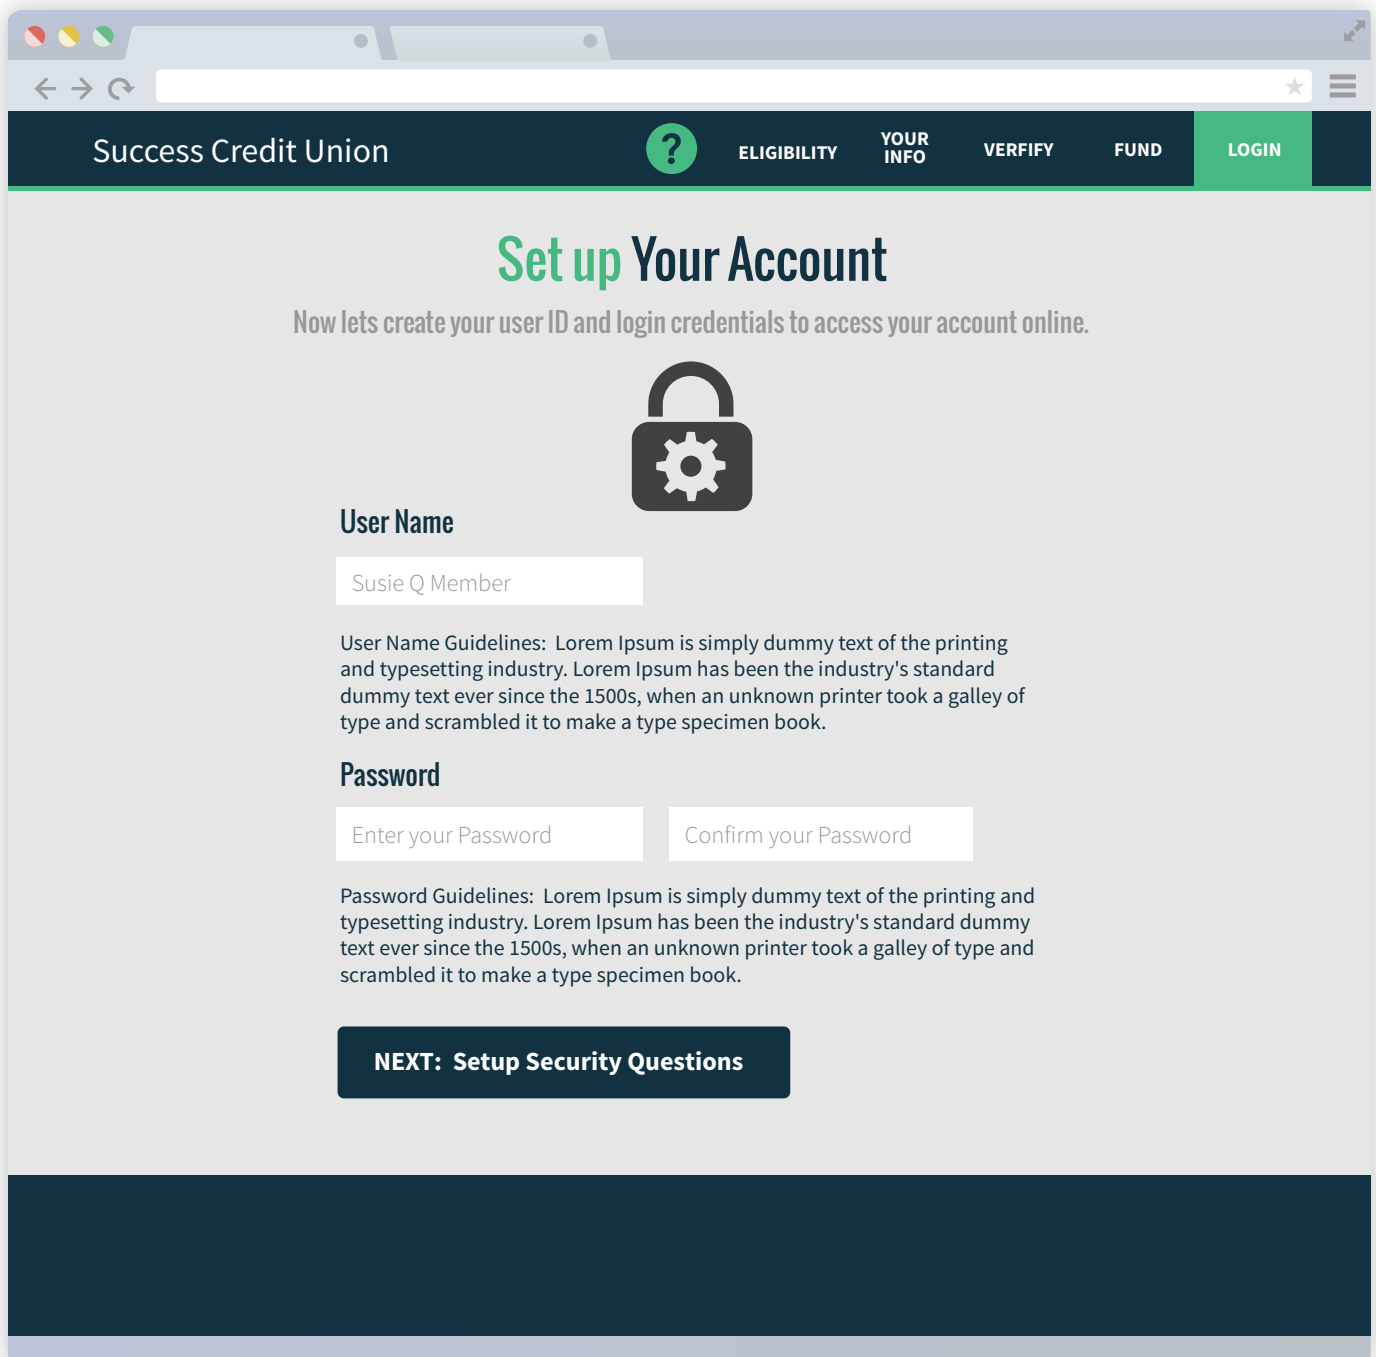 Success Credit Union
?
ELIGIBILITY
YOUR
INFO
VERFIFY
FUND
LOGIN
Set up Your Account
Now lets create your user ID and login credentials to access your account online.
User Name
Susie Q Member
User Name Guidelines:  Lorem Ipsum is simply dummy text of the printing
and typesetting industry. Lorem Ipsum has been the industry's standard
dummy text ever since the 1500s, when an unknown printer took a galley of
type and scrambled it to make a type specimen book.
Password
Enter your Password
Confirm your Password
Password Guidelines:  Lorem Ipsum is simply dummy text of the printing and
typesetting industry. Lorem Ipsum has been the industry's standard dummy
text ever since the 1500s, when an unknown printer took a galley of type and
scrambled it to make a type specimen book.
NEXT:  Setup Security Questions